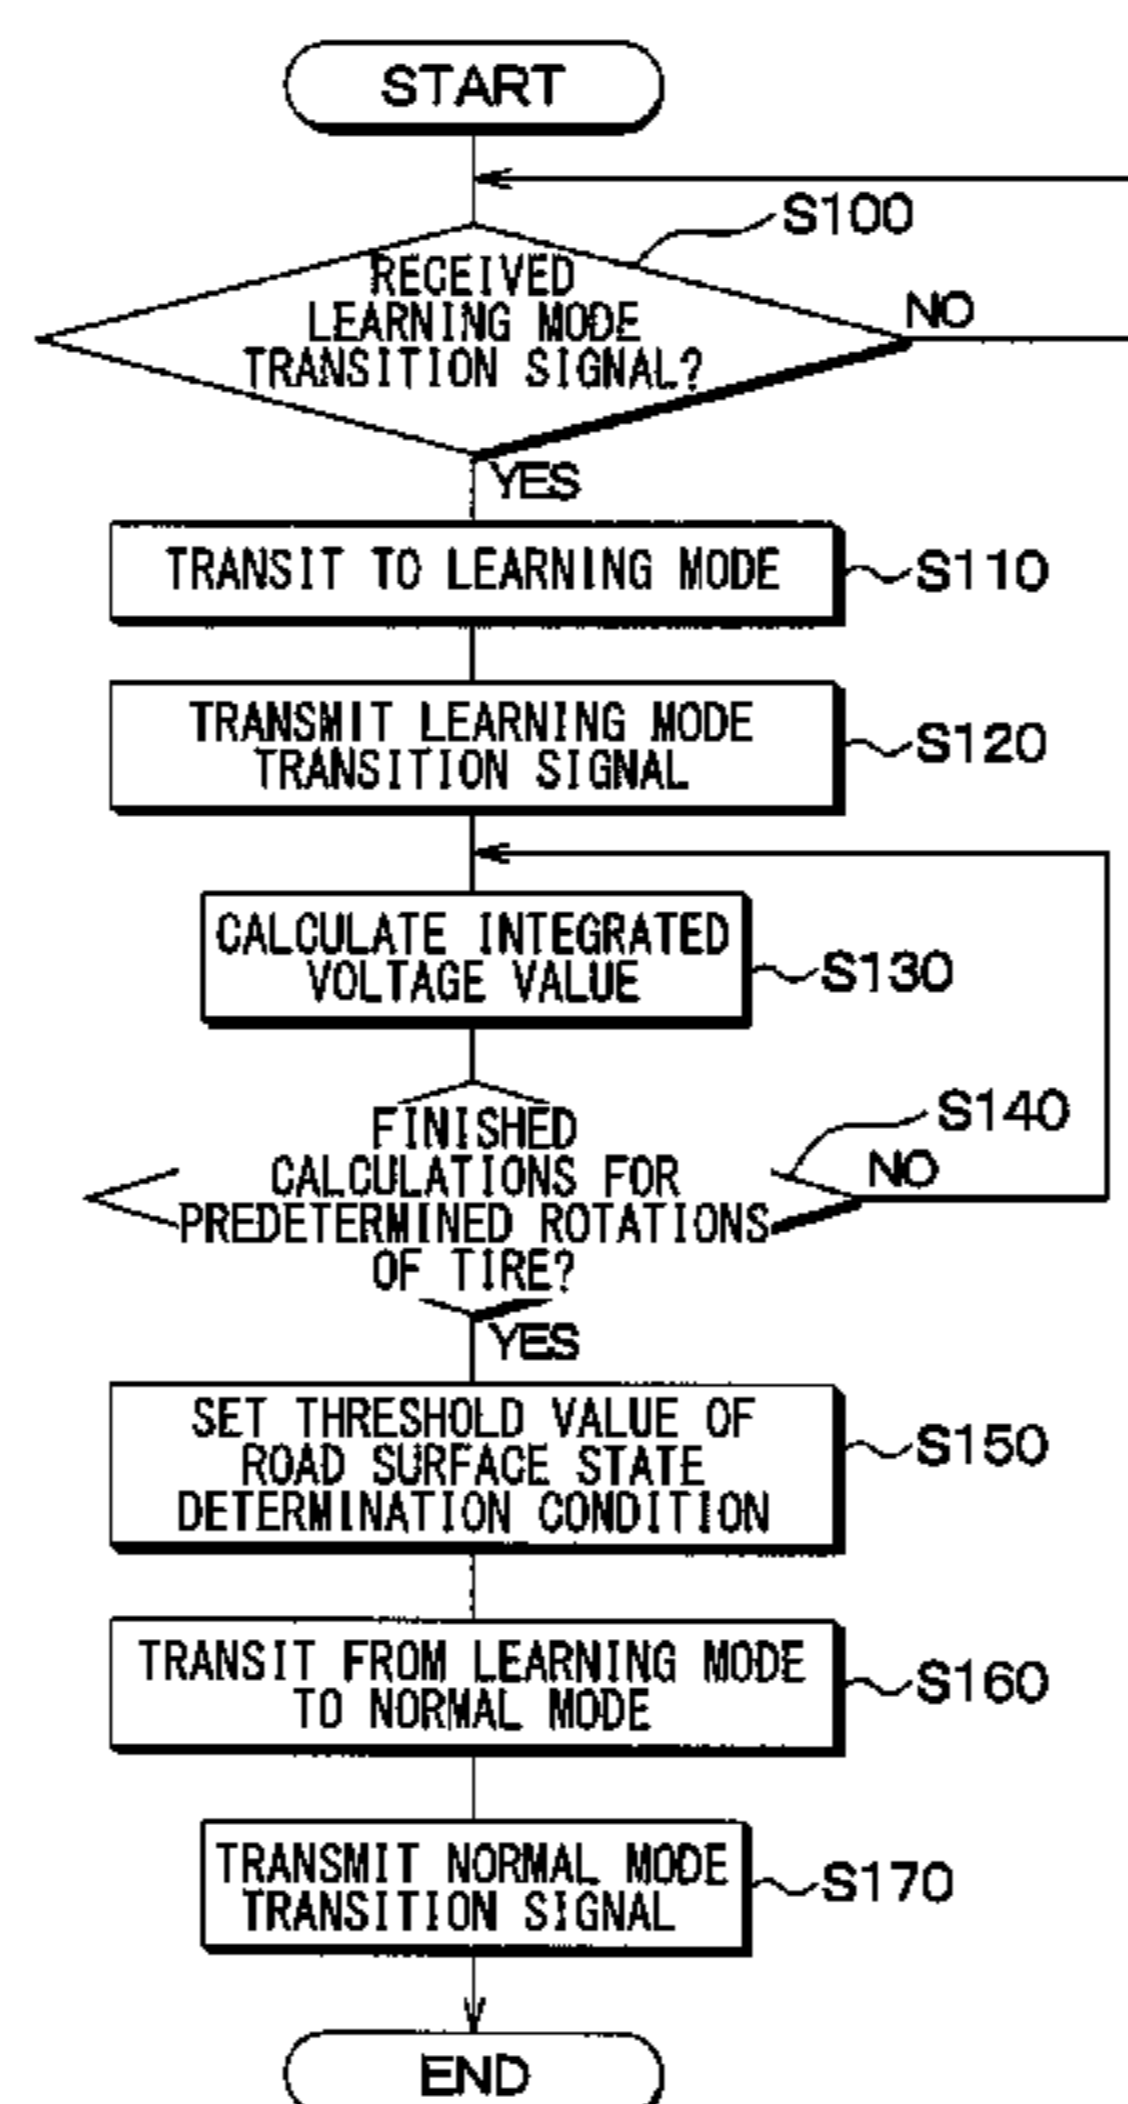 START
S100
RECEIVED
LEARNING MODE
TRANSITION SIGNAL?
NO
YES
TRANSIT TO LEARNING MODE
S110
TRANSMIT LEARNING MODE
TRANSITION SIGNAL
S120
CALCULATE INTEGRATED
VOLTAGE VALUE
S130
FINISHED
CALCULATIONS FOR
PREDETERMINED ROTATIONS
OF TIRE?
S140
NO
YES
SET THRESHOLD VALUE OF
ROAD SURFACE STATE
DETERMINATION CONDITION
S150
TRANSIT FROM LEARNING MODE
TO NORMAL MODE
S160
TRANSMIT NORMAL MODE
TRANSITION SIGNAL
S170
END